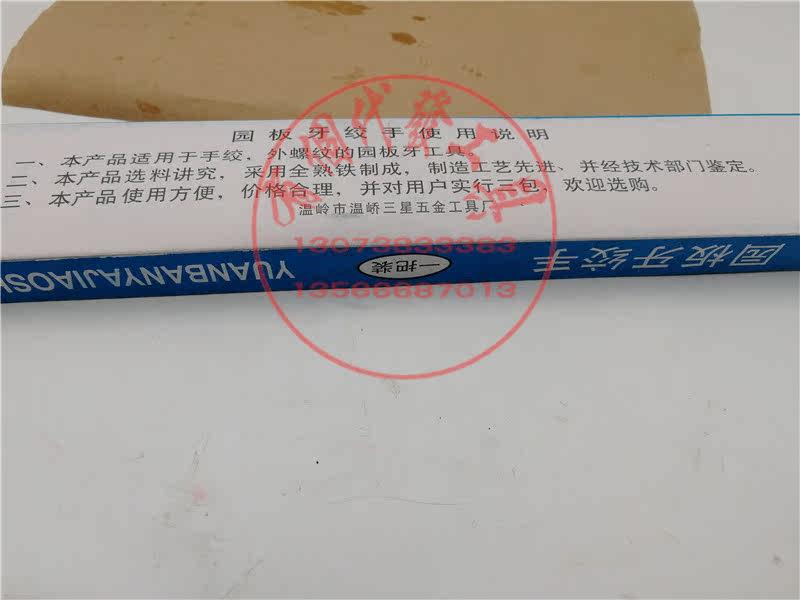 园板牙绞手使用说明
一、本产品适用于手绞，外螺纹的园板牙工具。
二、本产品选料讲究，采用全熟铁制成，制造工艺先进、并经技术部门鉴定。
三、本产品使用方便，价格合理，并对用户实行三包，欢迎选购。
温岭市温峤三星五金工具厂
园板牙绞手
一把装
YUANBANYAJIAOSH
13073833383
13566687013